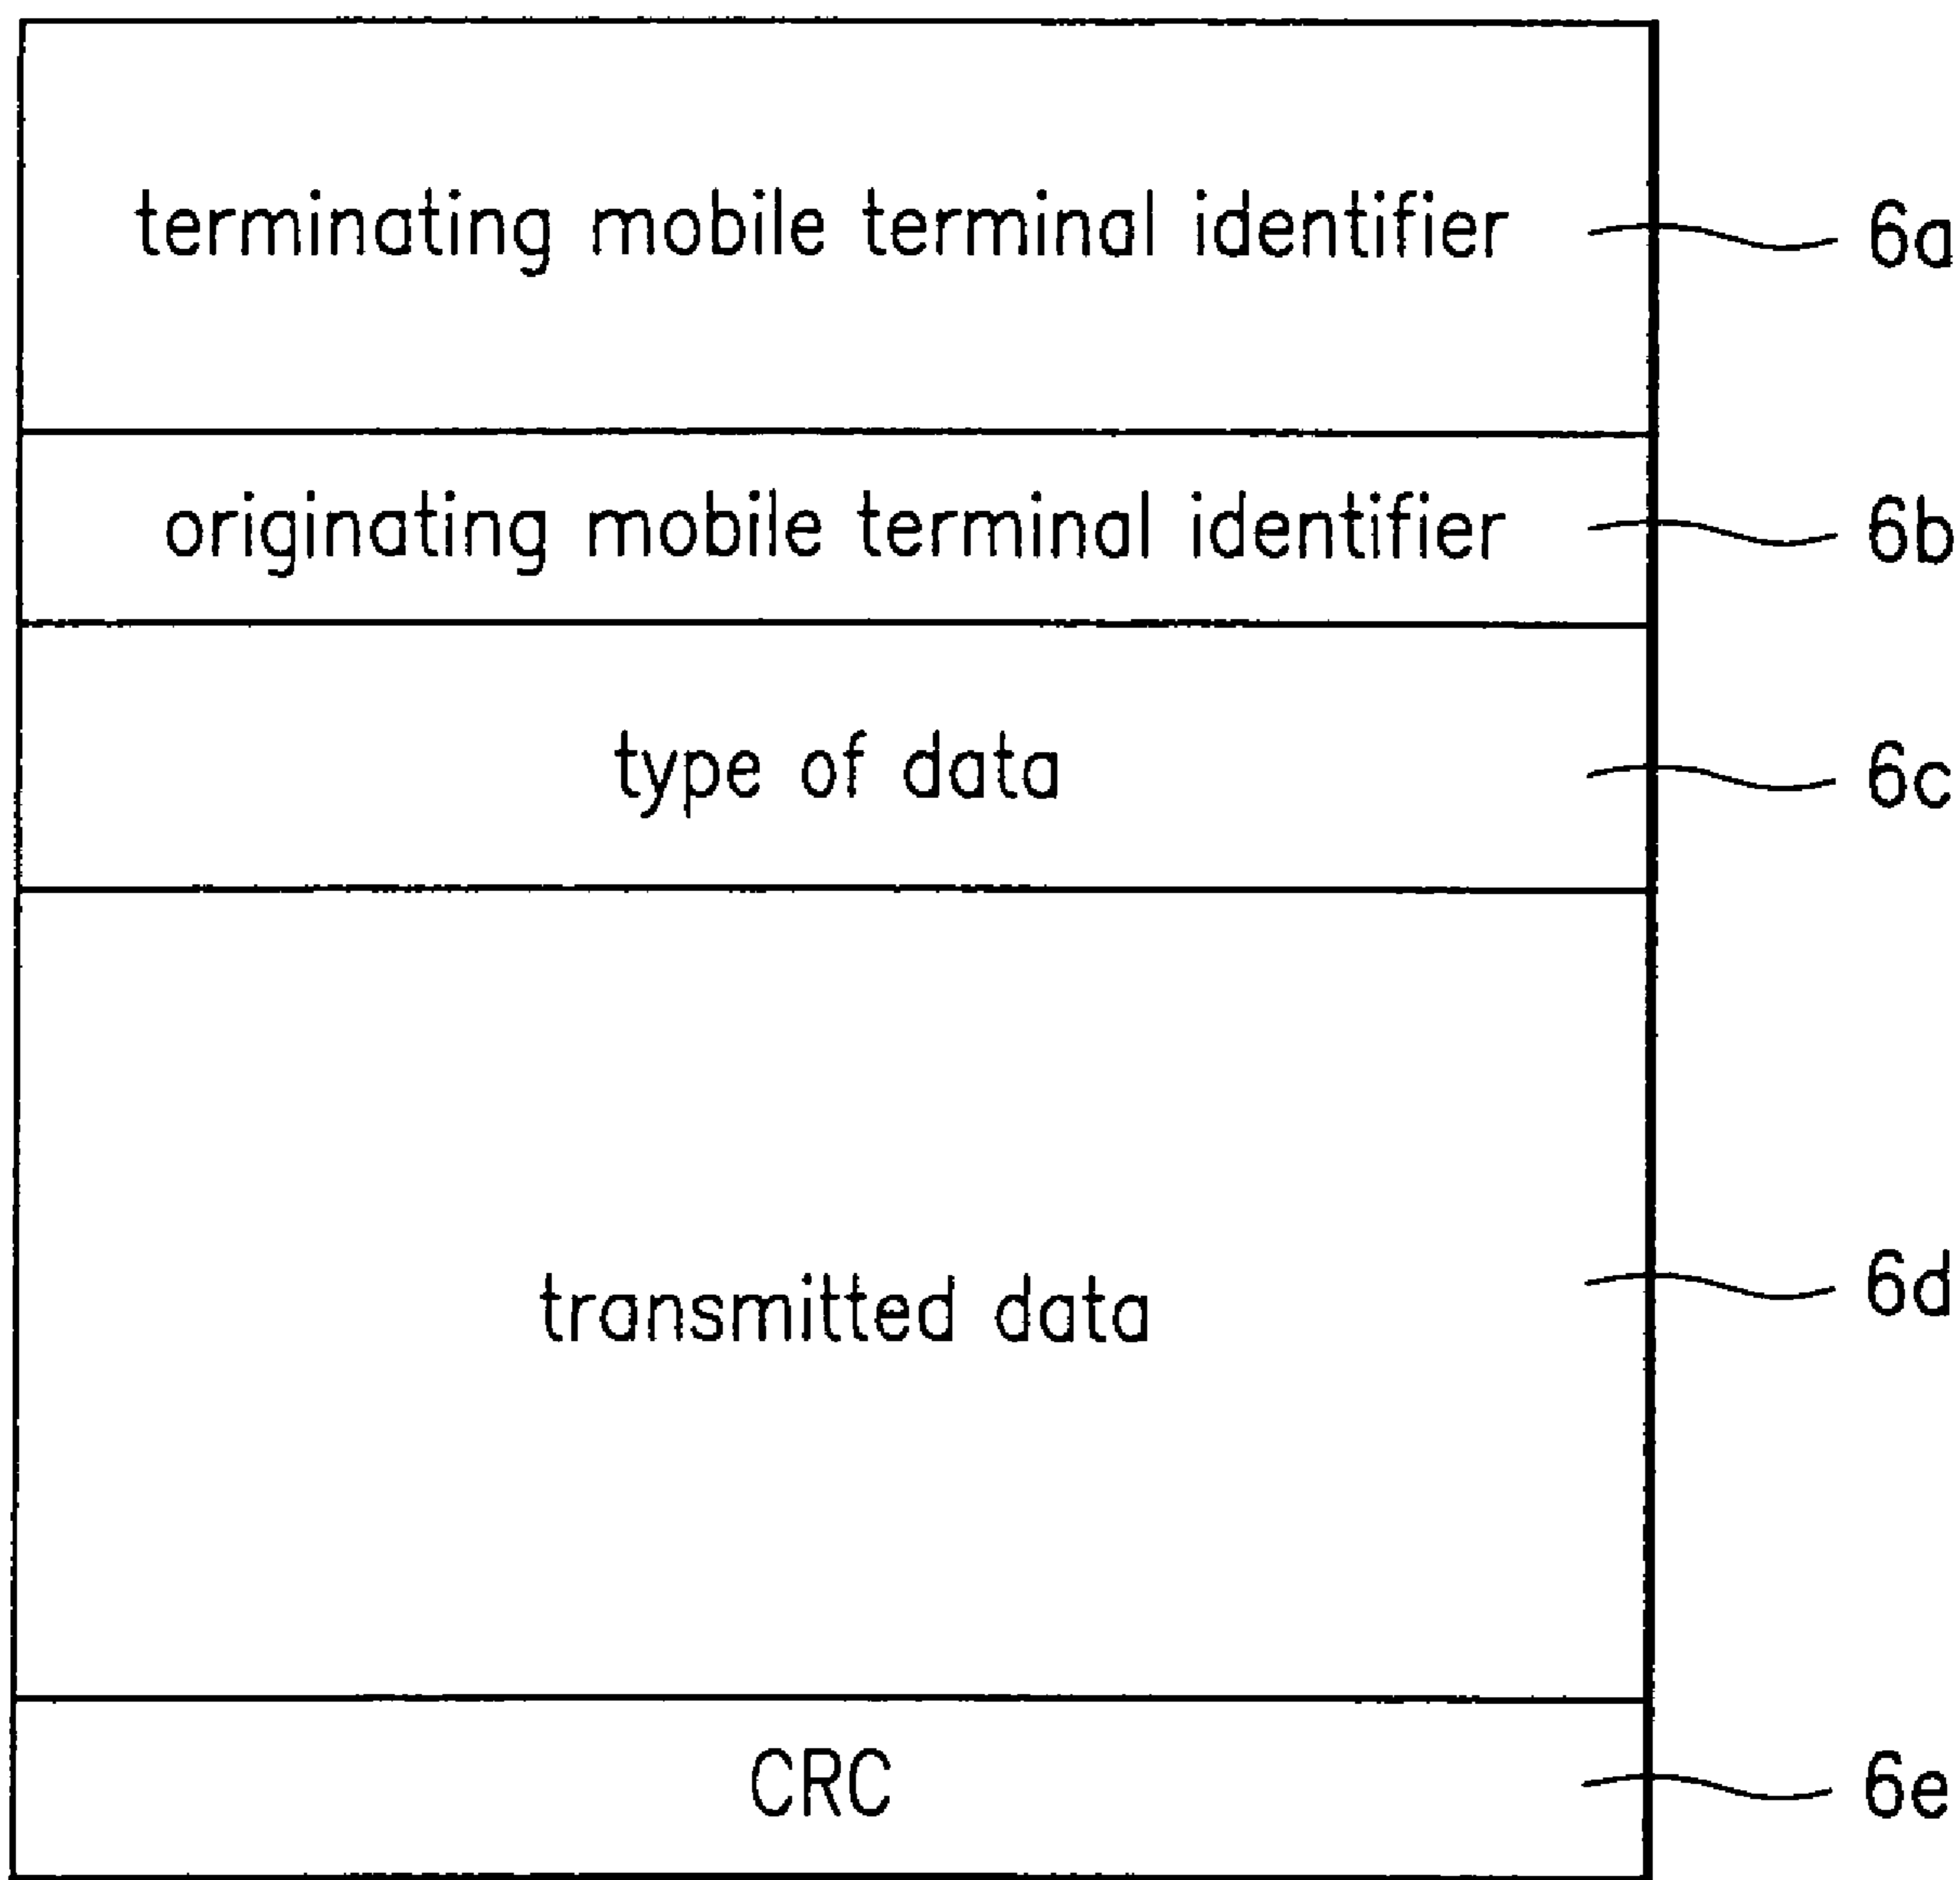 terminating mobile terminal identifier 6a
originating mobile terminal identifier 6b
type of data 6c
transmitted data 6d
CRC 6e